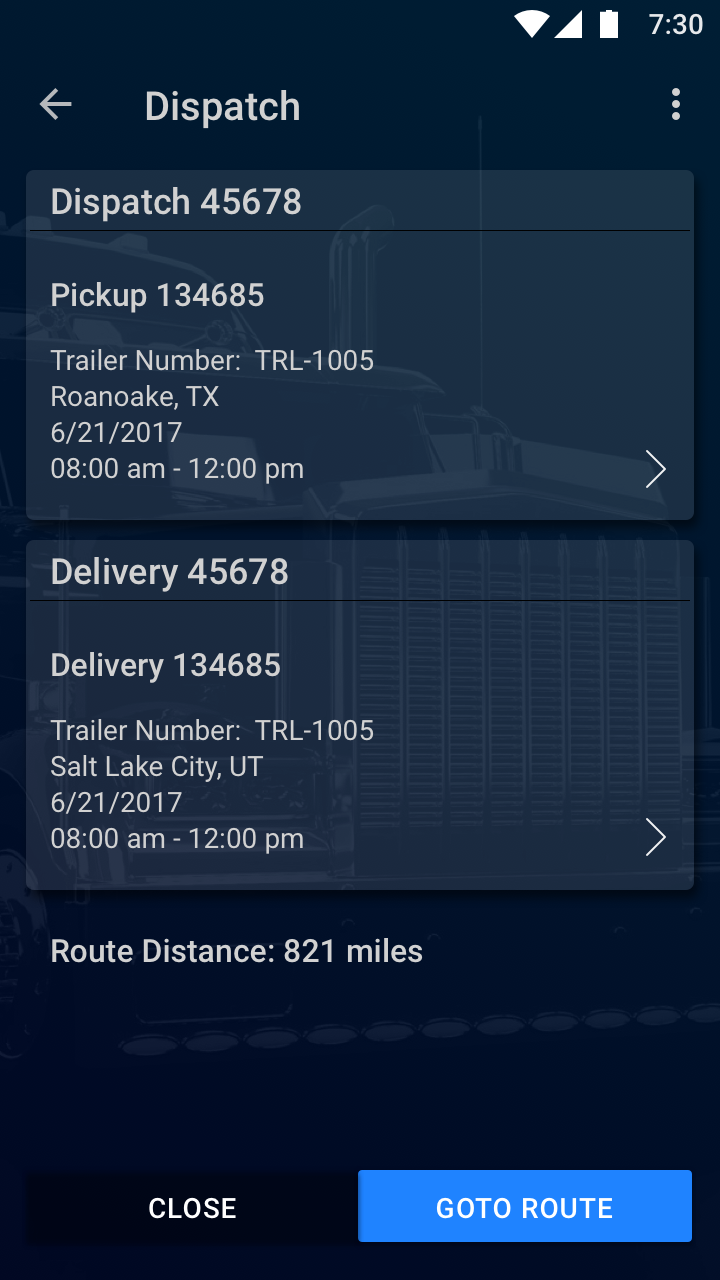 7:30
Dispatch
Dispatch 45678
Pickup 134685
Trailer Number: TRL-1005
Roanoake, TX
6/21/2017
08:00 am - 12:00 pm
Delivery 45678
Delivery 134685
Trailer Number: TRL-1005
Salt Lake City, UT
6/21/2017
08:00 am - 12:00 pm
Route Distance: 821 miles
CLOSE
GOTO ROUTE